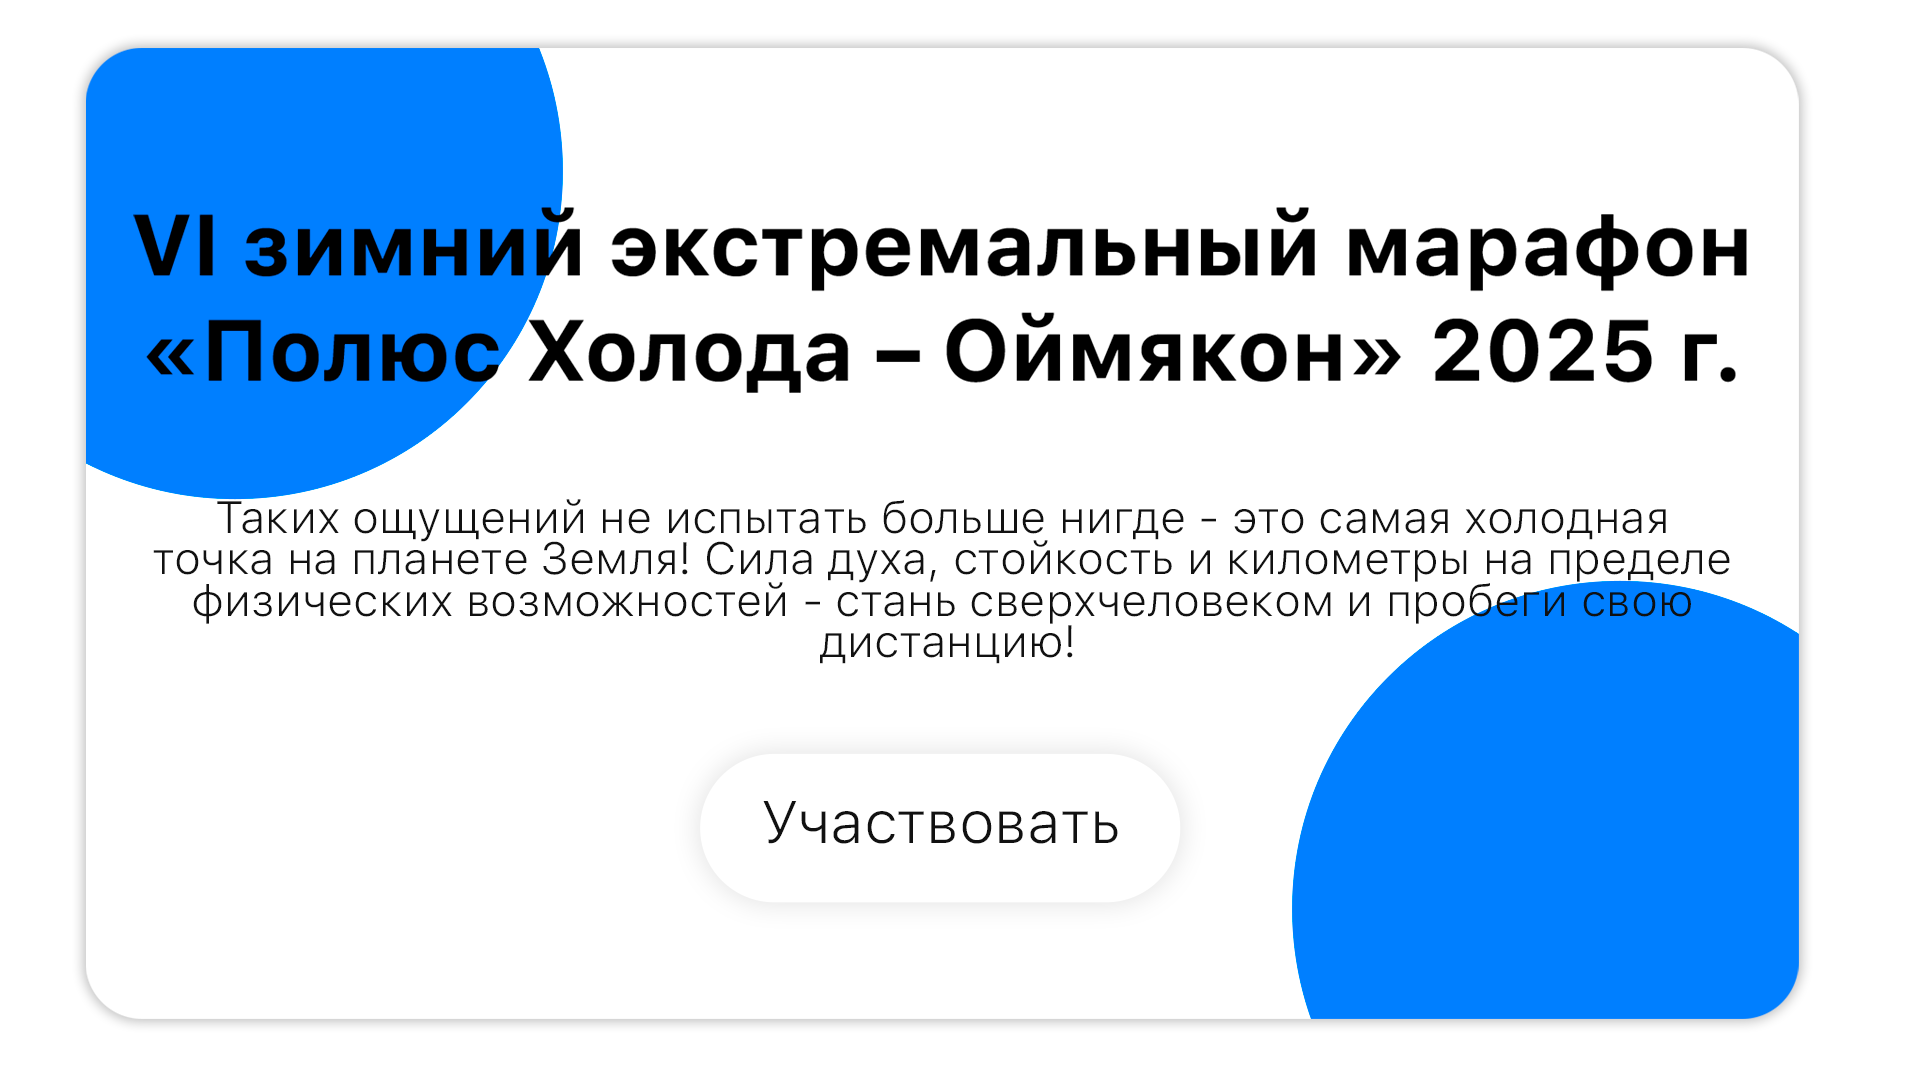 VI зимний экстремальный марафон
«Полюс Холода – Оймякон» 2025 г.
Таких ощущений не испытать больше нигде - это самая холодная
точка на планете Земля! Сила духа, стойкость и километры на пределе
физических возможностей - стань сверхчеловеком и пробеги свою
дистанцию!
Участвовать